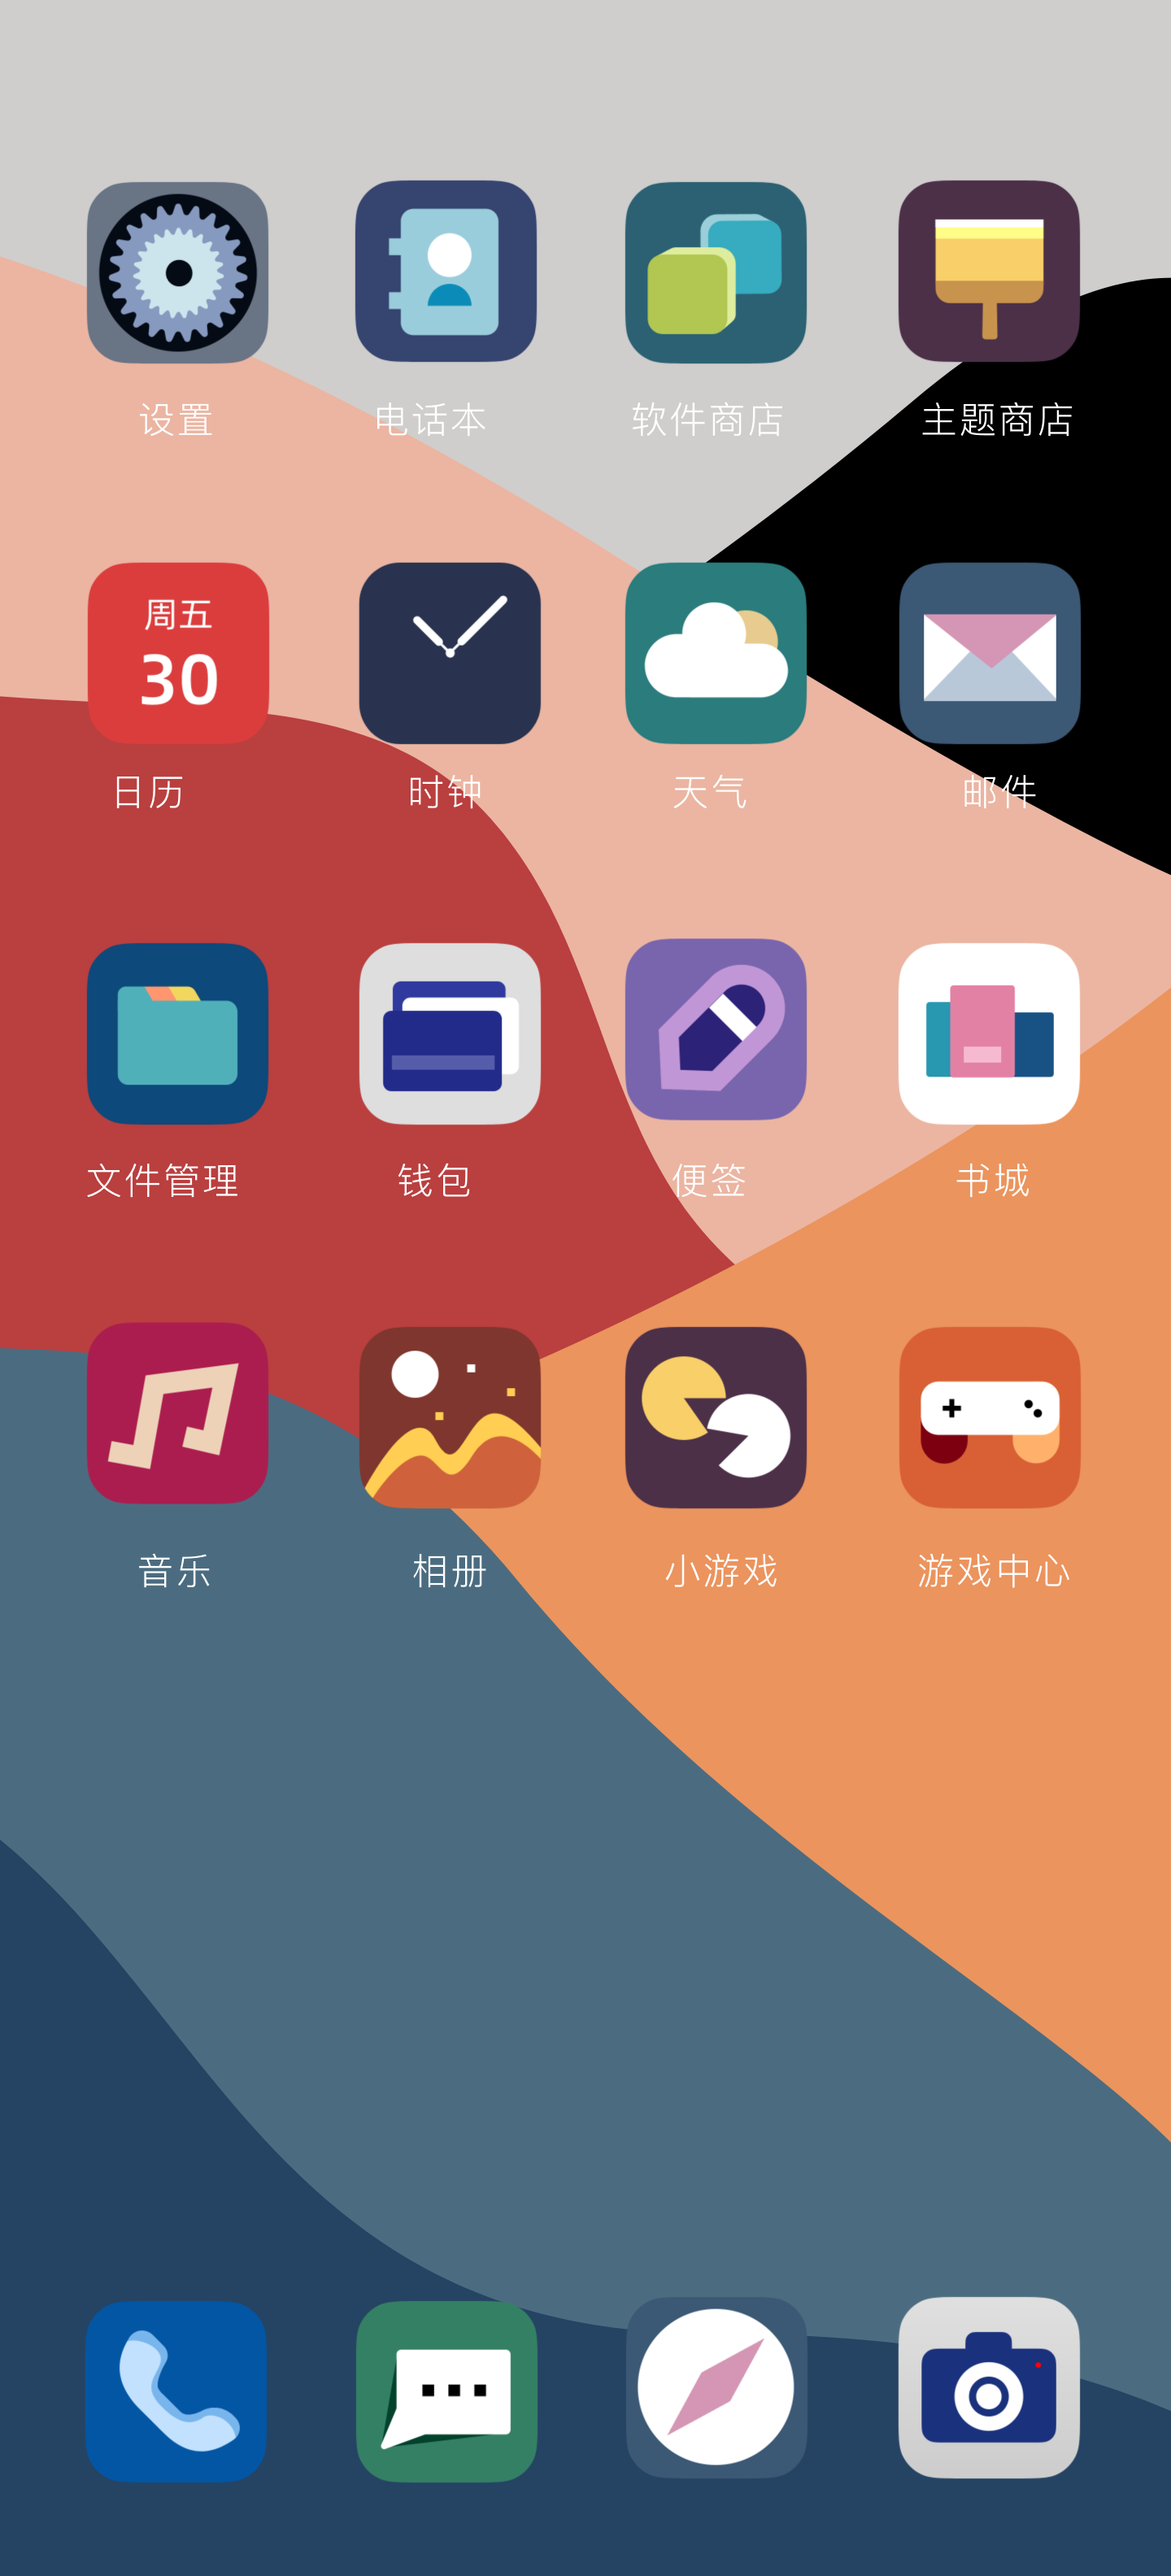 设置
电话本
软件商店
主题商店
周五
30
日历
时钟
天气
邮件
文件管理
钱包
便签
书城
音乐
相册
小游戏
游戏中心